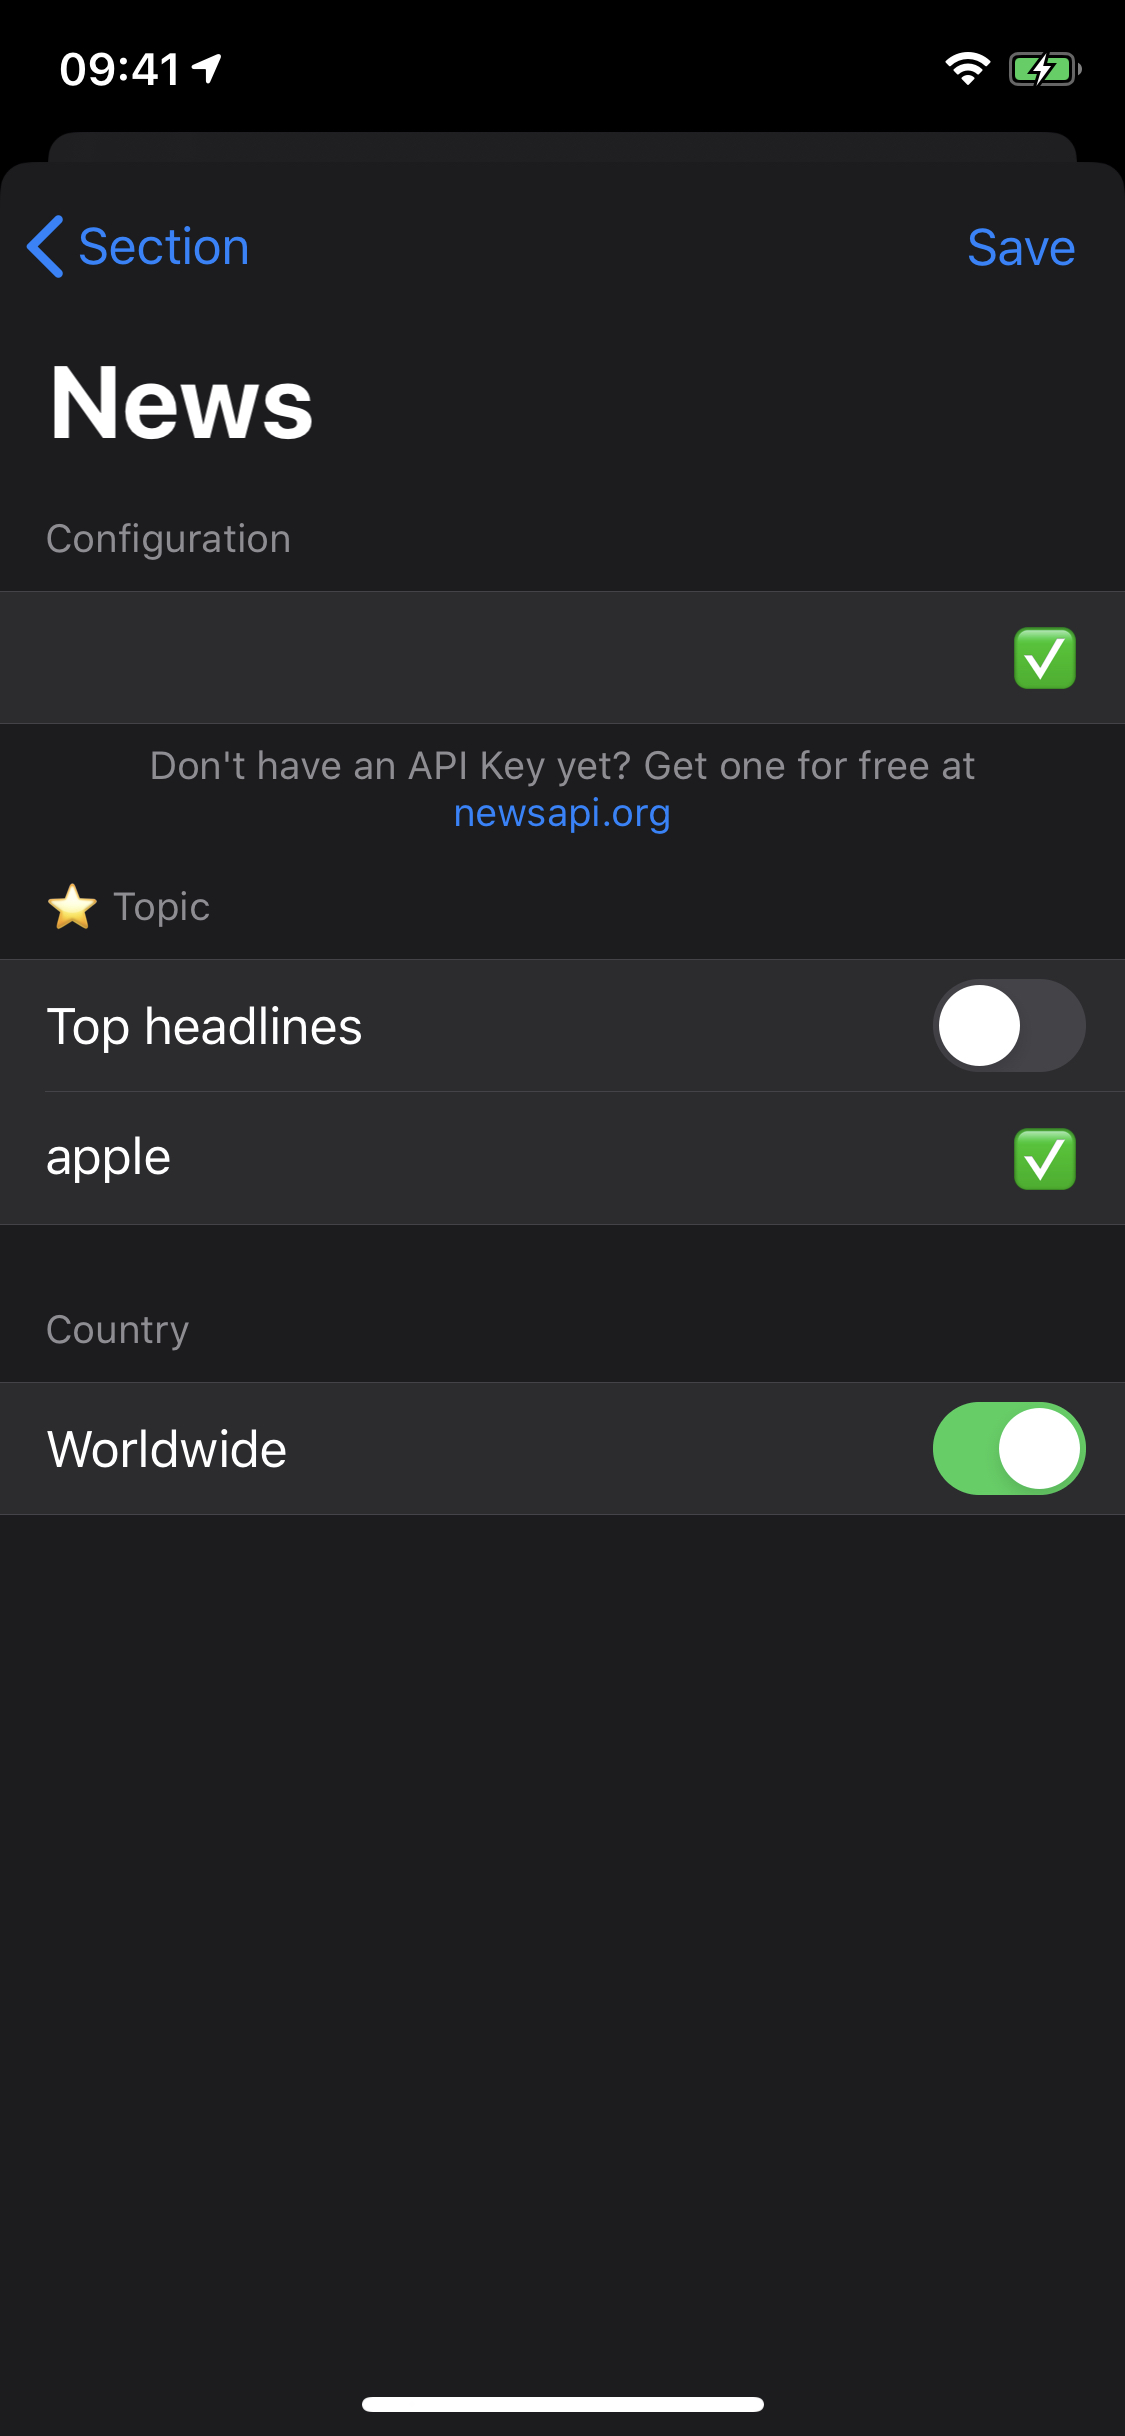 09:41
Section
Save
News
Configuration
Don't have an API Key yet? Get one for free at
newsapi.org
Topic
Top headlines
apple
Country
Worldwide